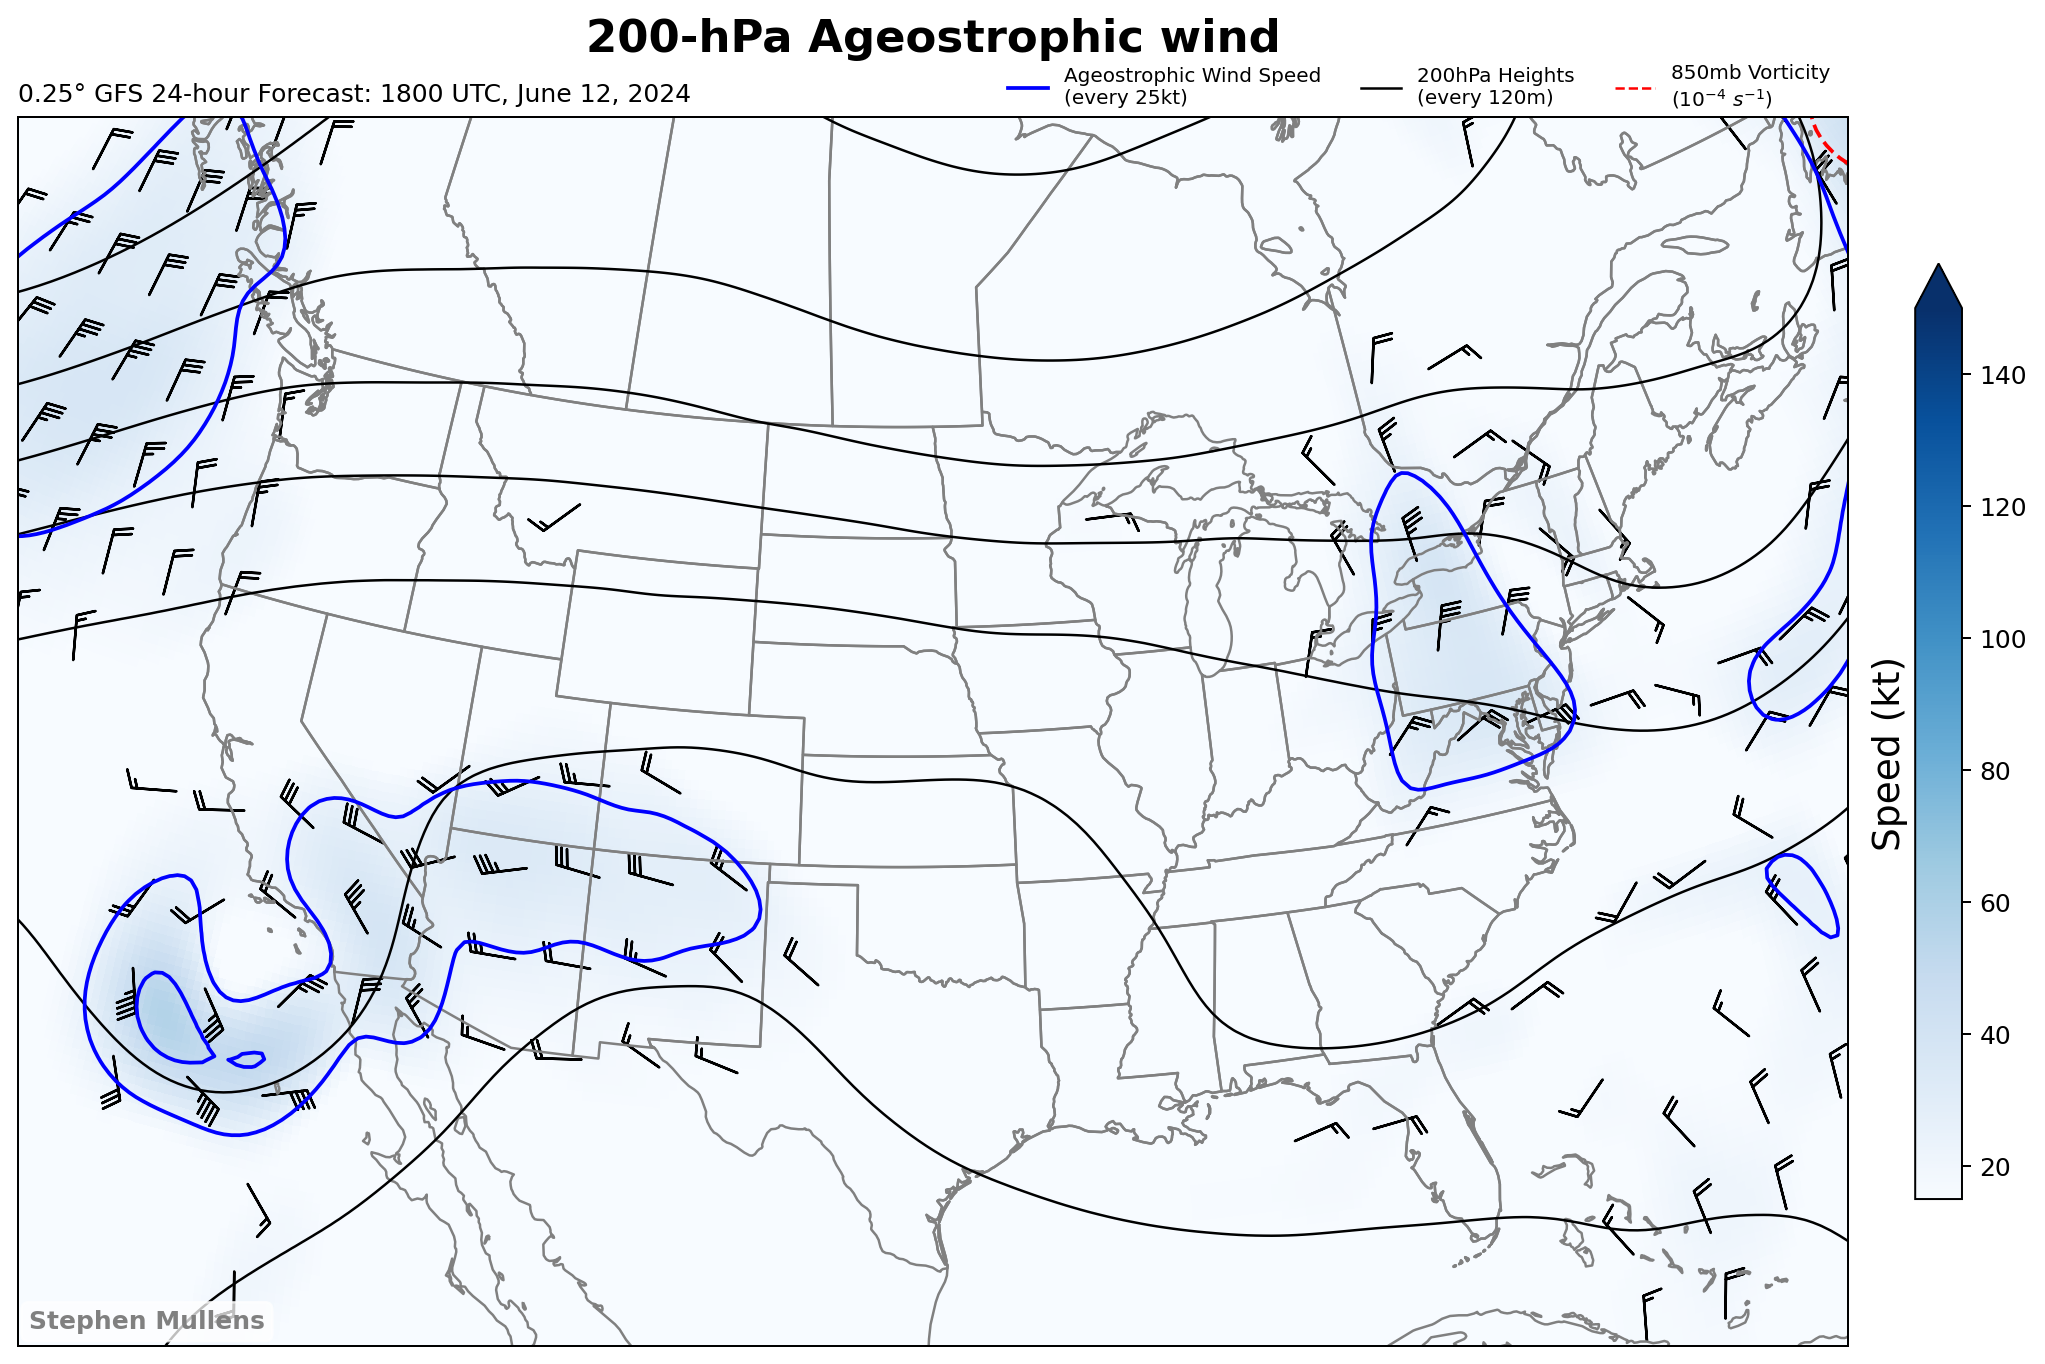 200-hPa Ageostrophic wind
0.25° GFS 24-hour Forecast: 1800 UTC, June 12, 2024
Ageostrophic Wind Speed
(every 25kt)
200hPa Heights
(every 120m)
850mb Vorticity
(10⁻⁴ s⁻¹)
140
120
100
80
60
40
20
Speed (kt)
Stephen Mullens